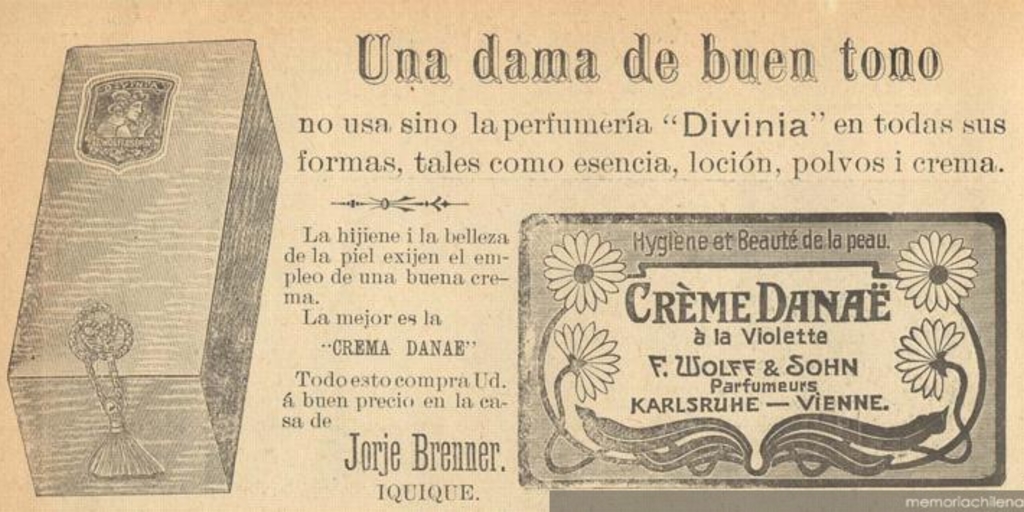 Una dama de buen tono
no usa sino la perfumería “Divinia” en todas sus
formas, tales como esencia, loción, polvos i crema.
La hijiene i la belleza
de la piel exijen el em-
pleo de una buena cre-
ma.
La mejor es la
“CREMA DANAE”
Todo esto compra Ud.
á buen precio en la ca-
sa de
Jorje Brenner.
IQUIQUE.
Hygiène et Beauté de la peau.
CRÈME DANAË
à la Violette
F. WOLFF & SOHN
Parfumeurs
KARLSRUHE — VIENNE.
DIVINIA
F. WOLFF & SOHN
memoriachilena